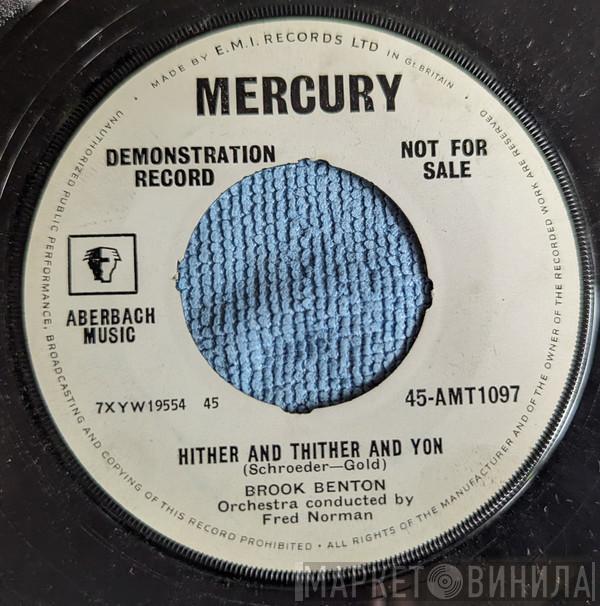 MADE BY E.M.I. RECORDS LTD IN GT.BRITAIN
MERCURY
DEMONSTRATION
RECORD
NOT FOR
SALE
ABERBACH
MUSIC
7XYW19554 45
45-AMT1097
HITHER AND THITHER AND YON
(Schroeder—Gold)
BROOK BENTON
Orchestra conducted by
Fred Norman
ALL RIGHTS OF THE MANUFACTURER AND OF THE OWNER OF THE RECORDED WORK ARE RESERVED
UNAUTHORIZED PUBLIC PERFORMANCE, BROADCASTING AND COPYING OF THIS RECORD PROHIBITED
МАРКЕТ ВИНИЛА